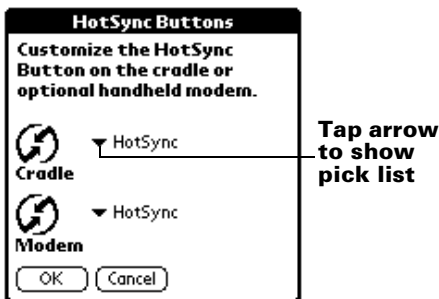 HotSync Buttons
Customize the HotSync
Button on the cradle or
optional handheld modem.
HotSync
Cradle
HotSync
Modem
OK Cancel
Tap arrow
to show
pick list